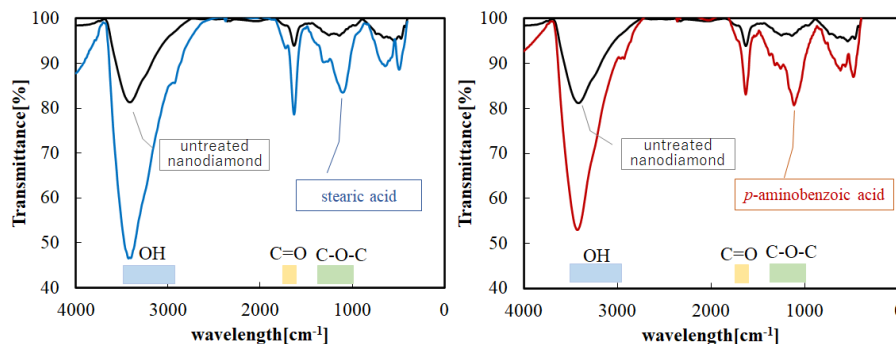 Transmittance[%]
100
90
80
70
60
50
40
untreated
nanodiamond
stearic acid
OH
C=O
C-O-C
4000
3000
2000
1000
0
wavelength[cm⁻¹]
Transmittance[%]
100
90
80
70
60
50
40
untreated
nanodiamond
p-aminobenzoic acid
OH
C=O
C-O-C
4000
3000
2000
1000
0
wavelength[cm⁻¹]